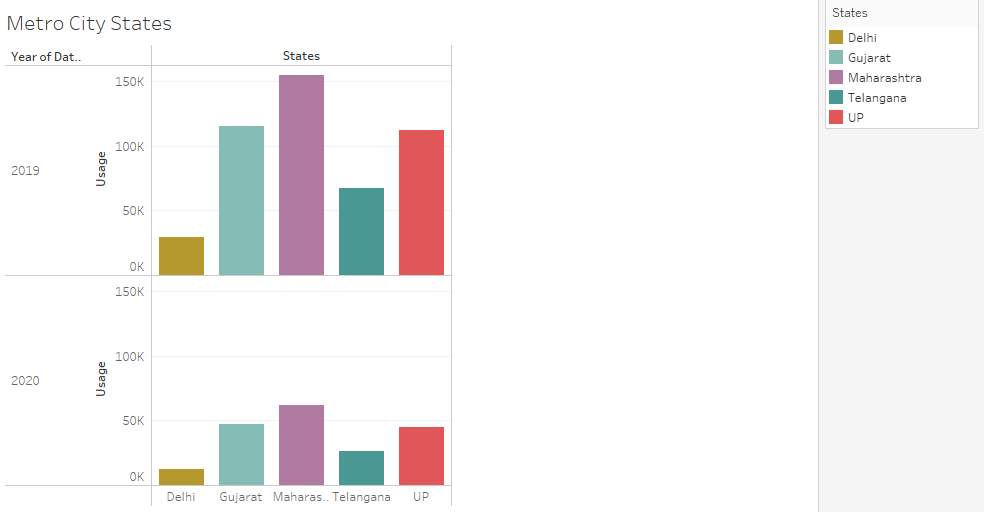 Metro City States
Year of Dat..
States
2019
Usage
150K
100K
50K
0K
2020
Usage
150K
100K
50K
0K
Delhi
Gujarat
Maharas..
Telangana
UP
States
Delhi
Gujarat
Maharashtra
Telangana
UP